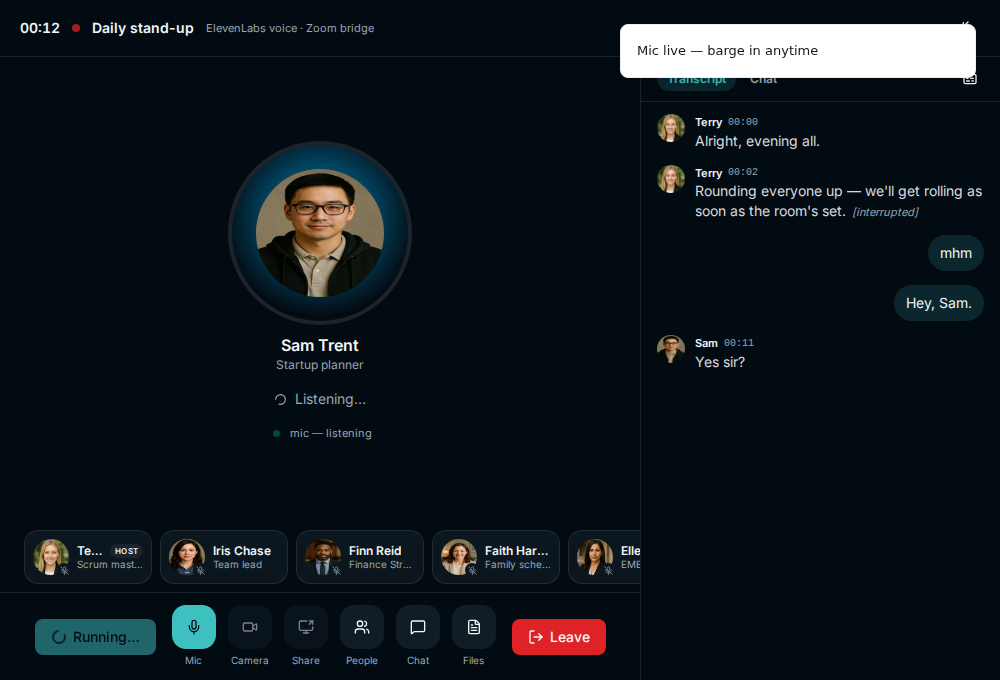 00:12 Daily stand-up ElevenLabs voice · Zoom bridge
Mic live — barge in anytime
Transcript Chat
Terry 00:00
Alright, evening all.
Terry 00:02
Rounding everyone up — we'll get rolling as
soon as the room's set. [interrupted]
mhm
Hey, Sam.
Sam 00:11
Yes sir?
Sam Trent
Startup planner
Listening...
mic — listening
Te... HOST
Scrum mast...
Iris Chase
Team lead
Finn Reid
Finance Str...
Faith Har...
Family sche...
Elle
EME
Running...
Mic
Camera
Share
People
Chat
Files
Leave